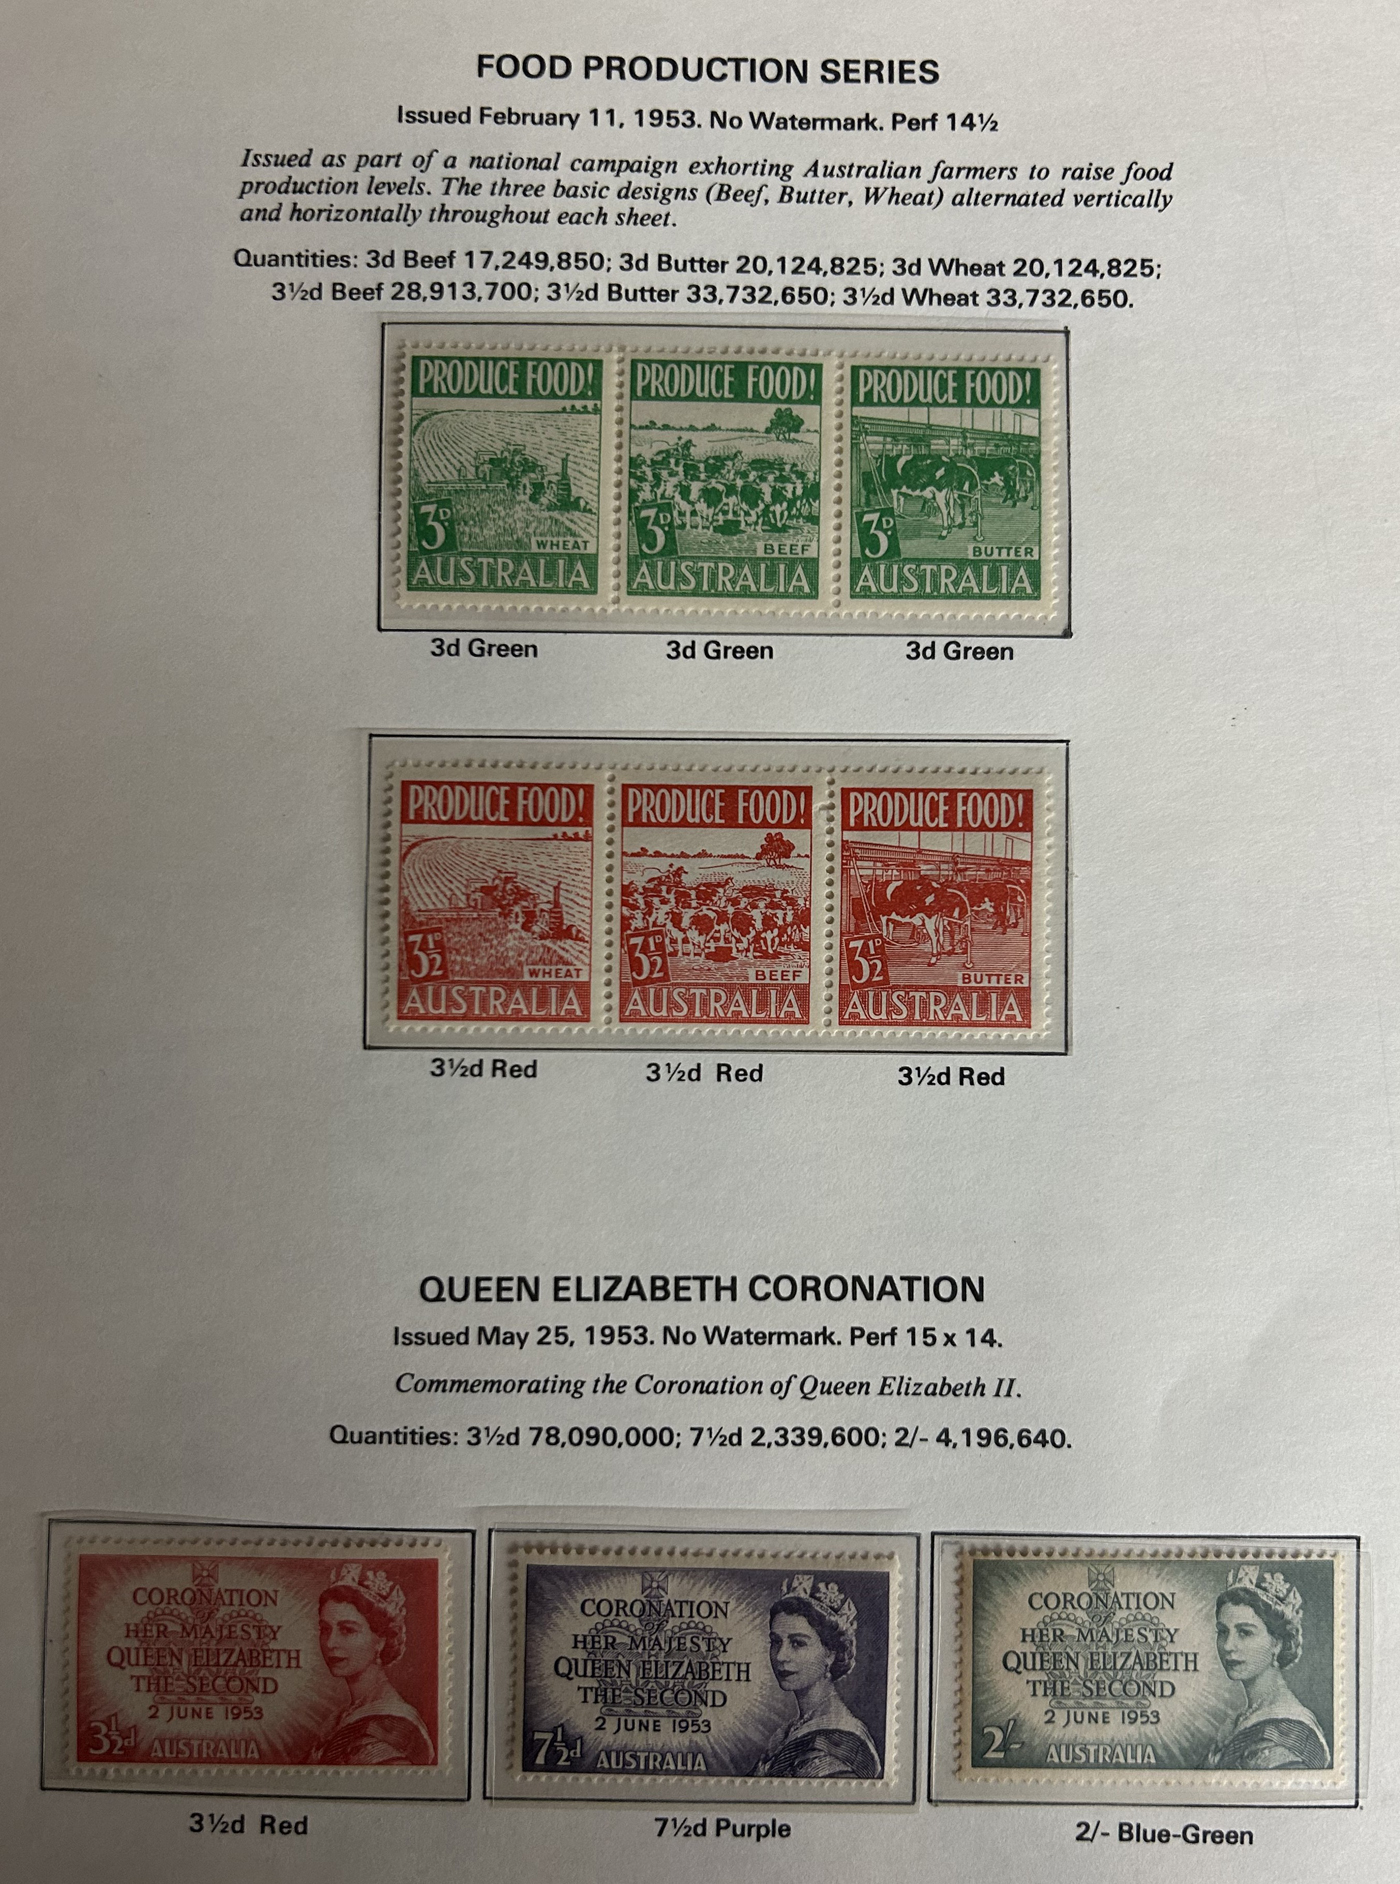 FOOD PRODUCTION SERIES
Issued February 11, 1953. No Watermark. Perf 14½
Issued as part of a national campaign exhorting Australian farmers to raise food
production levels. The three basic designs (Beef, Butter, Wheat) alternated vertically
and horizontally throughout each sheet.
Quantities: 3d Beef 17,249,850; 3d Butter 20,124,825; 3d Wheat 20,124,825;
3½d Beef 28,913,700; 3½d Butter 33,732,650; 3½d Wheat 33,732,650.
PRODUCE FOOD!
3D.
WHEAT
AUSTRALIA
PRODUCE FOOD!
3D.
BEEF
AUSTRALIA
PRODUCE FOOD!
3D.
BUTTER
AUSTRALIA
3d Green
3d Green
3d Green
PRODUCE FOOD!
3½D
WHEAT
AUSTRALIA
PRODUCE FOOD!
3½D
BEEF
AUSTRALIA
PRODUCE FOOD!
3½D
BUTTER
AUSTRALIA
3½d Red
3½d Red
3½d Red
QUEEN ELIZABETH CORONATION
Issued May 25, 1953. No Watermark. Perf 15 x 14.
Commemorating the Coronation of Queen Elizabeth II.
Quantities: 3½d 78,090,000; 7½d 2,339,600; 2/- 4,196,640.
CORONATION
of
HER MAJESTY
QUEEN ELIZABETH
THE SECOND
2 JUNE 1953
3½d AUSTRALIA
CORONATION
of
HER MAJESTY
QUEEN ELIZABETH
THE SECOND
2 JUNE 1953
7½d AUSTRALIA
CORONATION
of
HER MAJESTY
QUEEN ELIZABETH
THE SECOND
2 JUNE 1953
2/- AUSTRALIA
3½d Red
7½d Purple
2/- Blue-Green